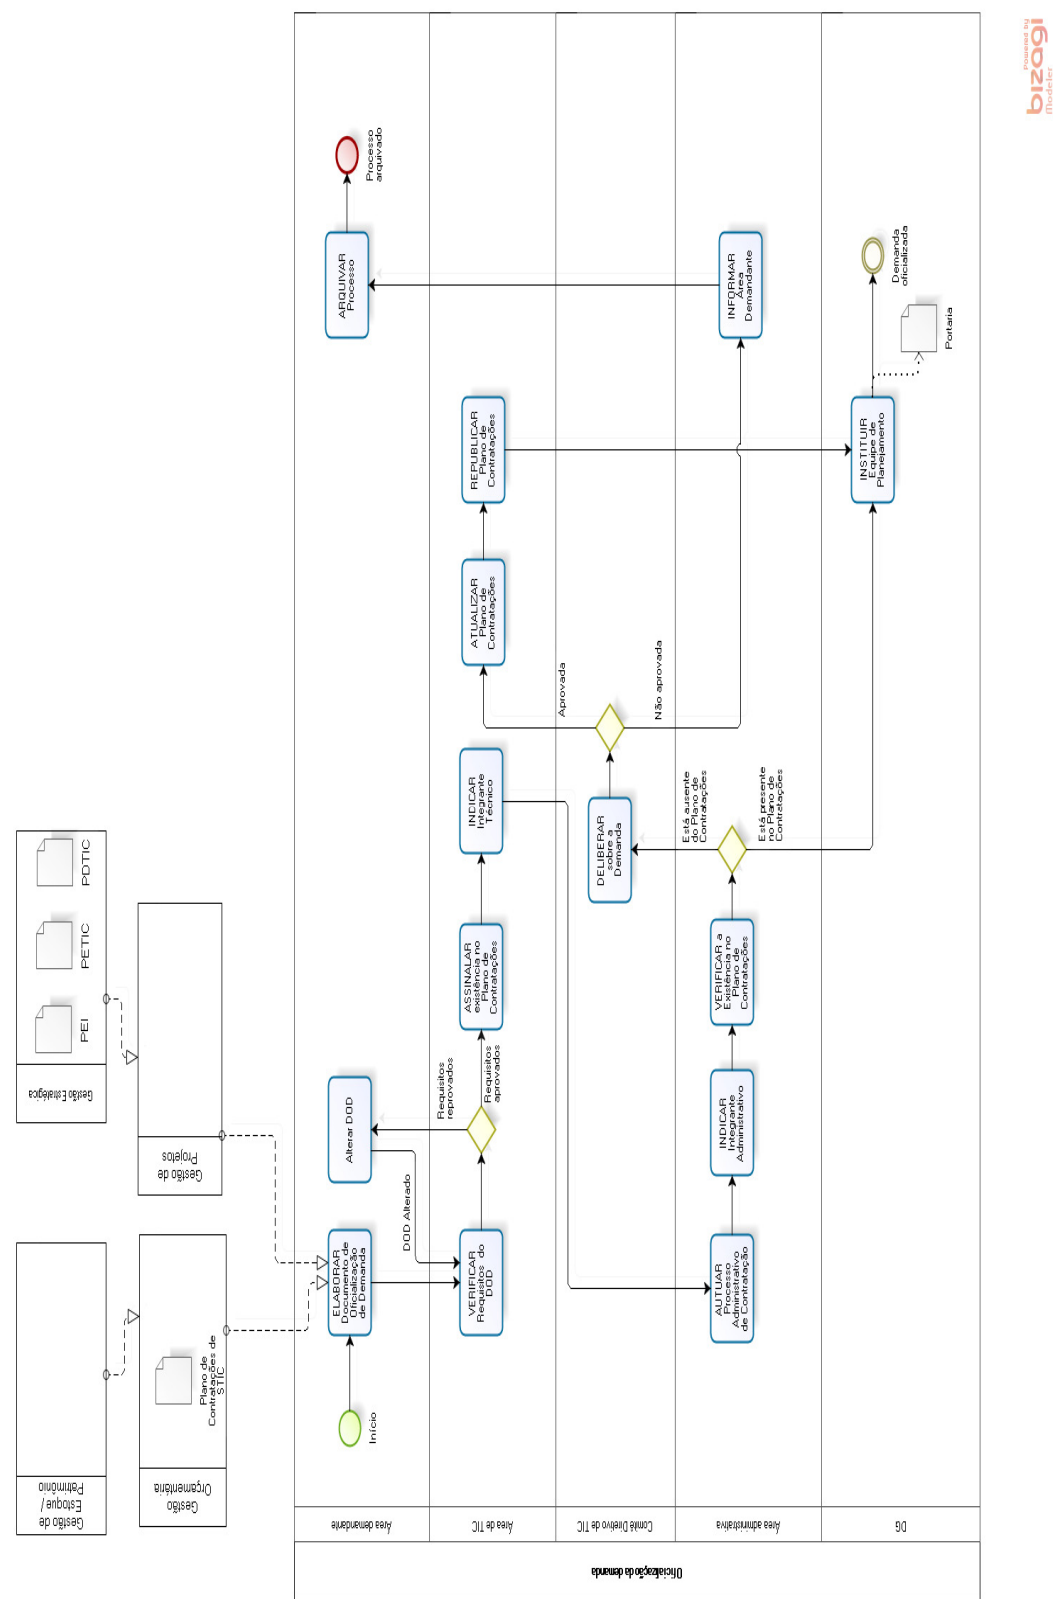 Powered by
bizagi
Modeler
Gestão de
Estoque /
Patrimônio
Gestão Estratégica
PEI
PETIC
PDTIC
Gestão
Orçamentária
Plano de
Contratações de
STIC
Gestão de
Projetos
Oficialização da demanda
Área demandante
Início
ELABORAR
Documento de
Oficialização
de Demanda
Alterar DOD
DOD Alterado
ARQUIVAR
Processo
Processo
arquivado
Área de TIC
VERIFICAR
Requisitos do
DOD
Requisitos
reprovados
Requisitos
aprovados
ASSINALAR
existência no
Plano de
Contratações
INDICAR
Integrante
Técnico
ATUALIZAR
Plano de
Contratações
REPUBLICAR
Plano de
Contratações
Comitê Diretivo de TIC
DELIBERAR
sobre a
Demanda
Aprovada
Não aprovada
Área administrativa
AUTUAR
Processo
Administrativo
de Contratação
INDICAR
Integrante
Administrativo
VERIFICAR a
Existência no
Plano de
Contratações
Está ausente
do Plano de
Contratações
Está presente
no Plano de
Contratações
INFORMAR
Área
Demandante
DG
INSTITUIR
Equipe de
Planejamento
Portaria
Demanda
oficializada